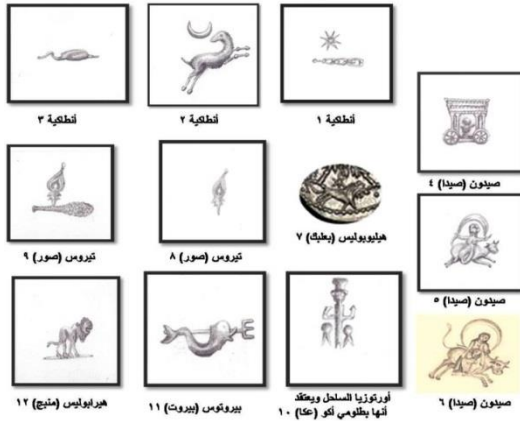 أنطاكية ١
أنطاكية ٢
أنطاكية ٣
صيدون (صيدا) ٤
صيدون (صيدا) ٥
صيدون (صيدا) ٦
هيليوبوليس (بعلبك) ٧
تيروس (صور) ٨
تيروس (صور) ٩
أورتوزيا الساحل ويعتقد
أنها بطلومي أكو (عكا) ١٠
بيروتوس (بيروت) ١١
هيرابوليس (منبج) ١٢